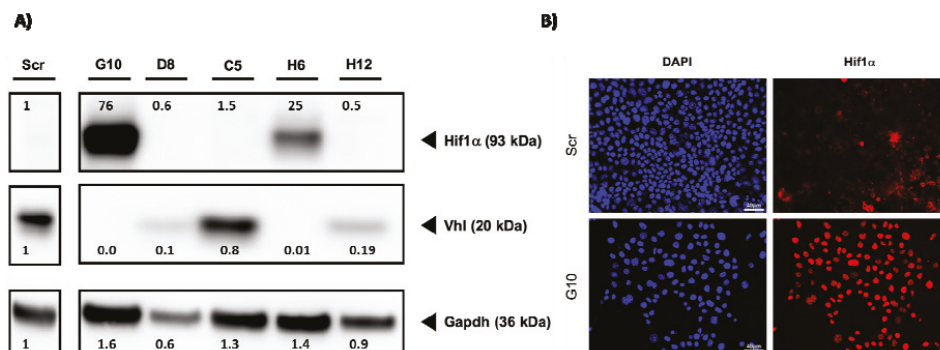 A)
Scr G10 D8 C5 H6 H12
1 76 0.6 1.5 25 0.5
Hif1α (93 kDa)
Vhl (20 kDa)
1 0.0 0.1 0.8 0.01 0.19
Gapdh (36 kDa)
1 1.6 0.6 1.3 1.4 0.9
B)
DAPI Hif1α
Scr
40µm
G10